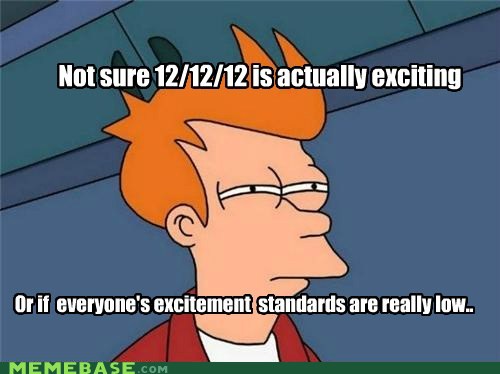 Not sure 12/12/12 is actually exciting
Or if everyone's excitement standards are really low..
MEMEBASE.COM